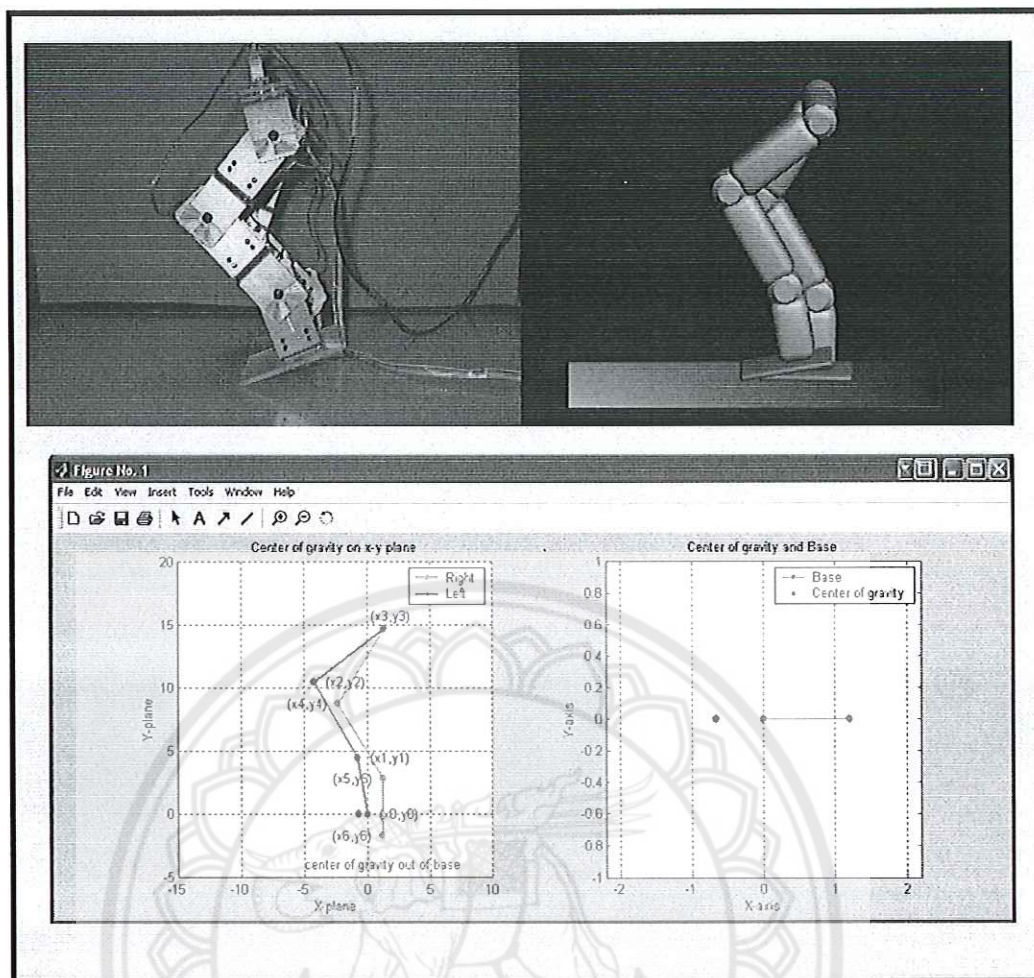 Figure No. 1
File Edit View Insert Tools Window Help
A
Center of gravity on x-y plane
20
15
10
5
0
-5
-15 -10 -5 0 5 10
Y-plane
X-plane
Right
Left
(x3,y3)
(x2,y2)
(x4,y4)
(x1,y1)
(x5,y5)
(x0,y0)
(x6,y6)
center of gravity out of base
Center of gravity and Base
1
0.8
0.6
0.4
0.2
0
-0.2
-0.4
-0.6
-0.8
-1
-2 -1 0 1 2
Y-axis
X-axis
Base
Center of gravity